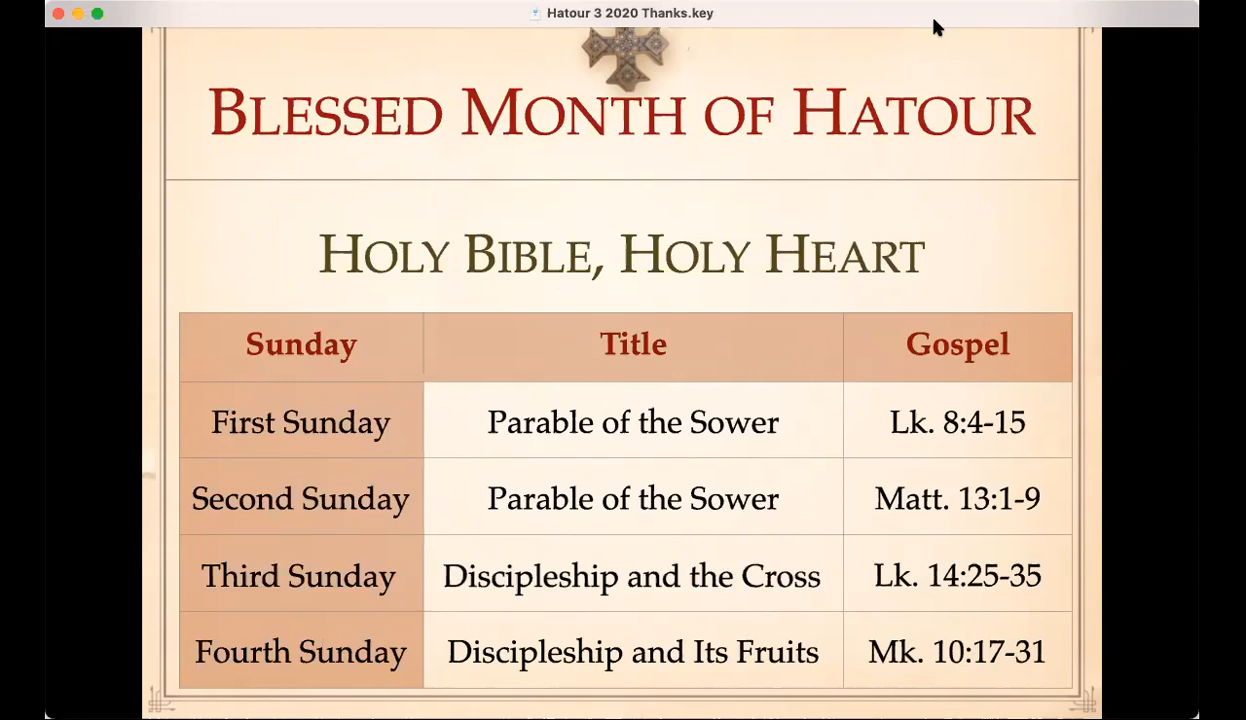 Hatour 3 2020 Thanks.key
BLESSED MONTH OF HATOUR
HOLY BIBLE, HOLY HEART
Sunday Title Gospel
First Sunday Parable of the Sower Lk. 8:4-15
Second Sunday Parable of the Sower Matt. 13:1-9
Third Sunday Discipleship and the Cross Lk. 14:25-35
Fourth Sunday Discipleship and Its Fruits Mk. 10:17-31